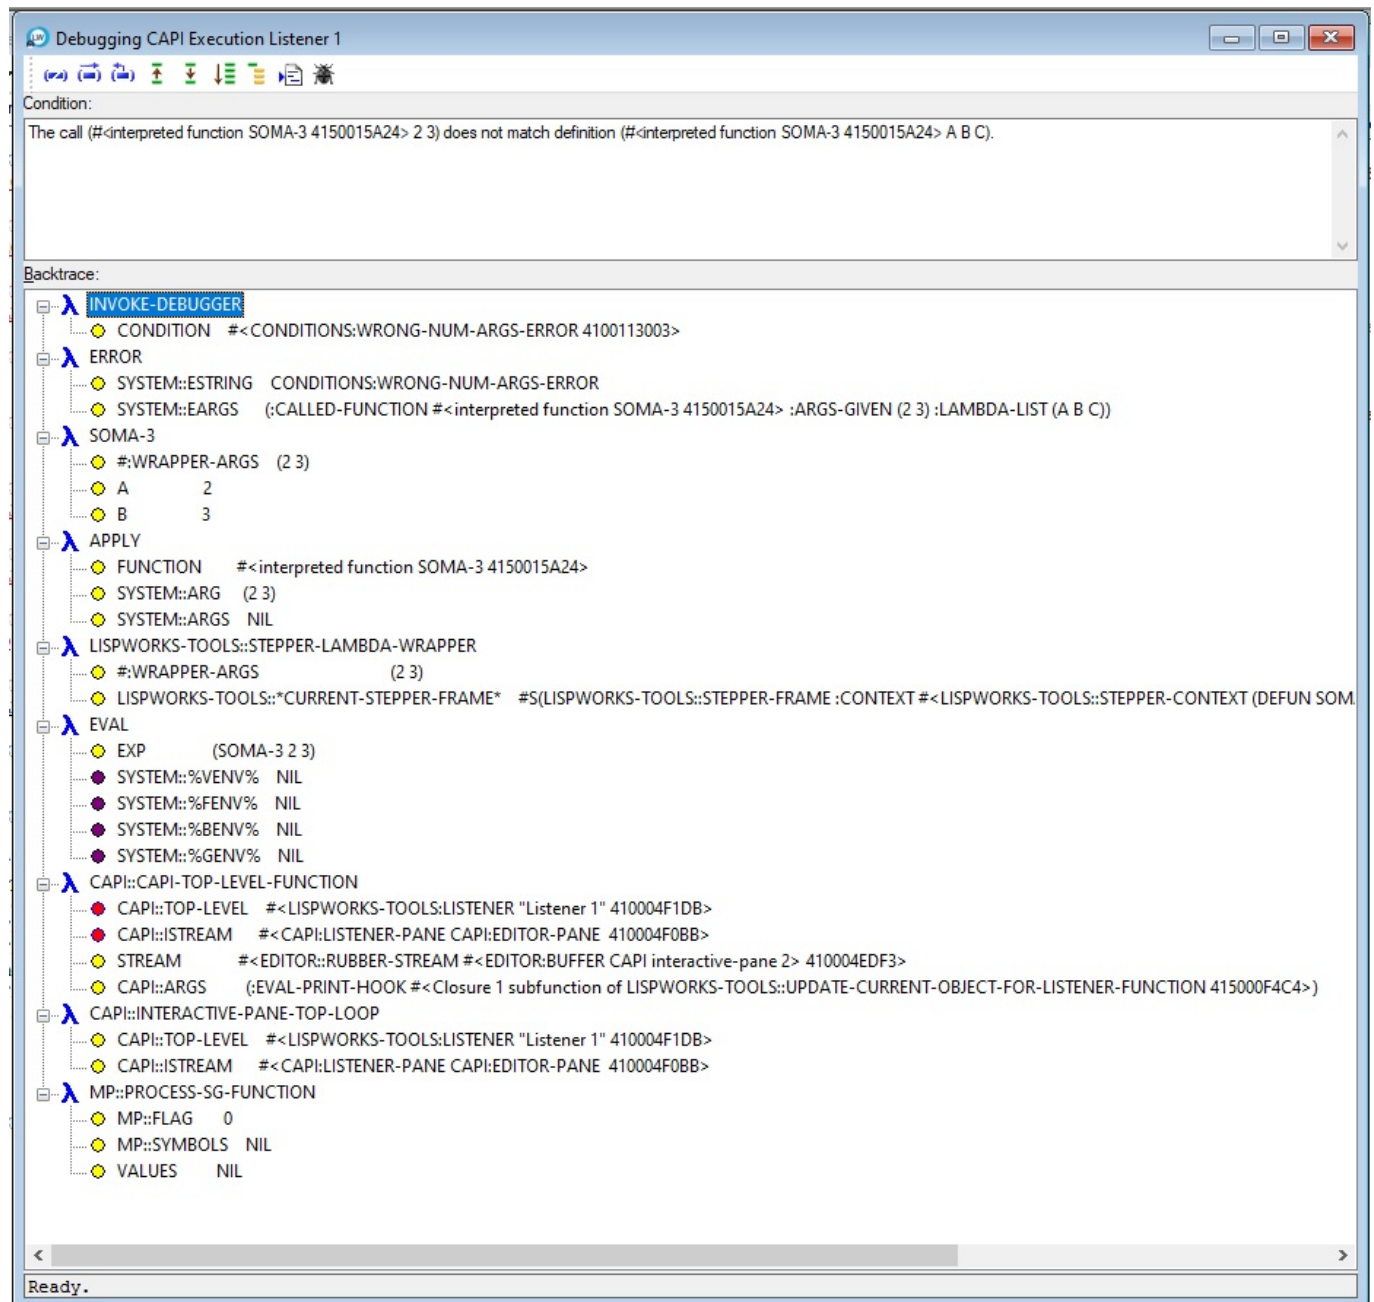 Debugging CAPI Execution Listener 1
Condition:
The call (#<interpreted function SOMA-3 4150015A24> 2 3) does not match definition (#<interpreted function SOMA-3 4150015A24> A B C).
Backtrace:
λ INVOKE-DEBUGGER
CONDITION #<CONDITIONS:WRONG-NUM-ARGS-ERROR 4100113003>
λ ERROR
SYSTEM::ESTRING CONDITIONS:WRONG-NUM-ARGS-ERROR
SYSTEM::EARGS (:CALLED-FUNCTION #<interpreted function SOMA-3 4150015A24> :ARGS-GIVEN (2 3) :LAMBDA-LIST (A B C))
λ SOMA-3
#:WRAPPER-ARGS (2 3)
A 2
B 3
λ APPLY
FUNCTION #<interpreted function SOMA-3 4150015A24>
SYSTEM::ARG (2 3)
SYSTEM::ARGS NIL
λ LISPWORKS-TOOLS::STEPPER-LAMBDA-WRAPPER
#:WRAPPER-ARGS (2 3)
LISPWORKS-TOOLS::*CURRENT-STEPPER-FRAME* #S(LISPWORKS-TOOLS::STEPPER-FRAME :CONTEXT #<LISPWORKS-TOOLS::STEPPER-CONTEXT (DEFUN SOM
λ EVAL
EXP (SOMA-3 2 3)
SYSTEM::%VENV% NIL
SYSTEM::%FENV% NIL
SYSTEM::%BENV% NIL
SYSTEM::%GENV% NIL
λ CAPI::CAPI-TOP-LEVEL-FUNCTION
CAPI::TOP-LEVEL #<LISPWORKS-TOOLS:LISTENER "Listener 1" 410004F1DB>
CAPI::ISTREAM #<CAPI:LISTENER-PANE CAPI:EDITOR-PANE 410004F0BB>
STREAM #<EDITOR::RUBBER-STREAM #<EDITOR:BUFFER CAPI interactive-pane 2> 410004EDF3>
CAPI::ARGS (:EVAL-PRINT-HOOK #<Closure 1 subfunction of LISPWORKS-TOOLS::UPDATE-CURRENT-OBJECT-FOR-LISTENER-FUNCTION 415000F4C4>)
λ CAPI::INTERACTIVE-PANE-TOP-LOOP
CAPI::TOP-LEVEL #<LISPWORKS-TOOLS:LISTENER "Listener 1" 410004F1DB>
CAPI::ISTREAM #<CAPI:LISTENER-PANE CAPI:EDITOR-PANE 410004F0BB>
λ MP::PROCESS-SG-FUNCTION
MP::FLAG 0
MP::SYMBOLS NIL
VALUES NIL
Ready.